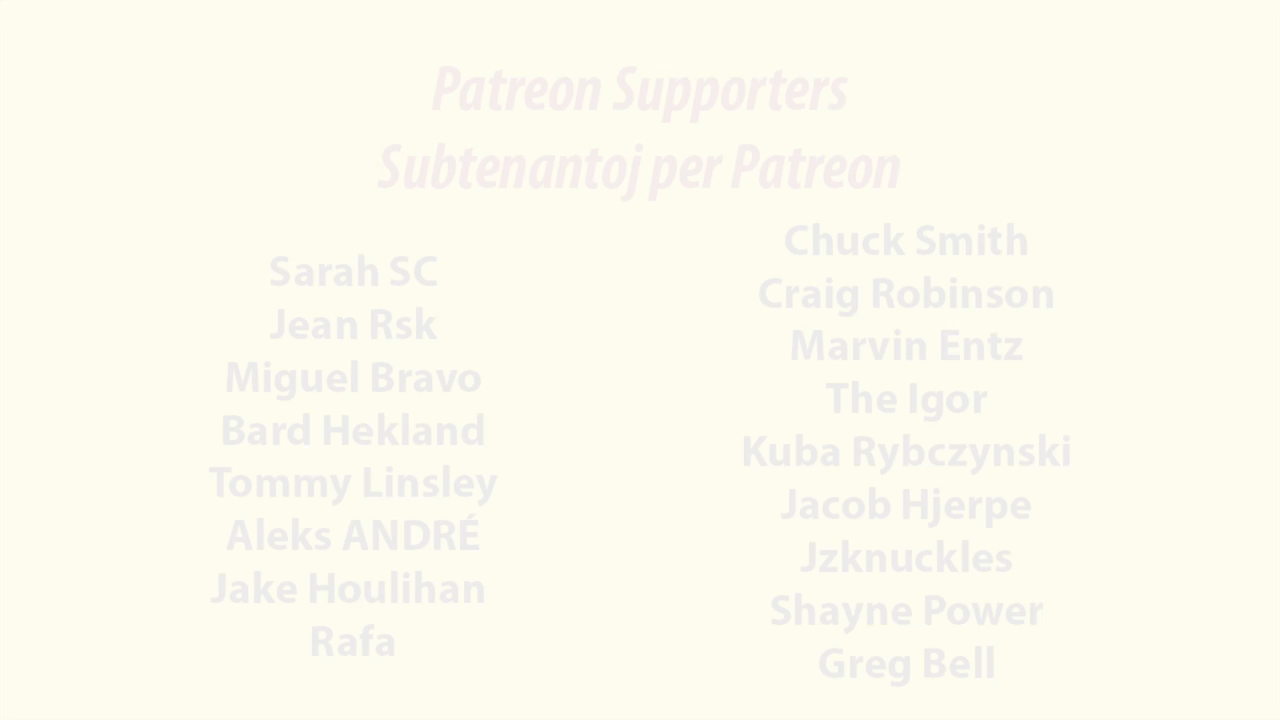 Patreon Supporters
Subtenantoj per Patreon
Sarah SC
Jean Rsk
Miguel Bravo
Bard Hekland
Tommy Linsley
Aleks ANDRÉ
Jake Houlihan
Rafa
Chuck Smith
Craig Robinson
Marvin Entz
The Igor
Kuba Rybczynski
Jacob Hjerpe
Jzknuckles
Shayne Power
Greg Bell